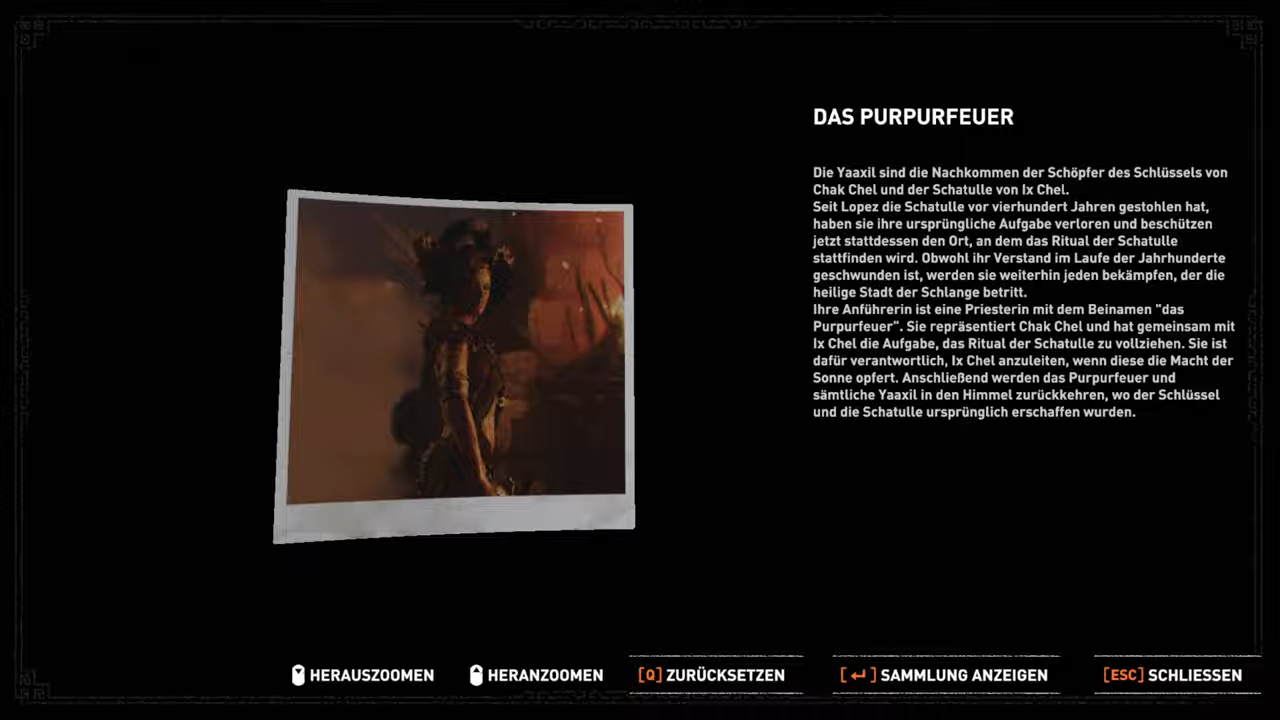 DAS PURPURFEUER
Die Yaaxil sind die Nachkommen der Schöpfer des Schlüssels von
Chak Chel und der Schatulle von Ix Chel.
Seit Lopez die Schatulle vor vierhundert Jahren gestohlen hat,
haben sie ihre ursprüngliche Aufgabe verloren und beschützen
jetzt stattdessen den Ort, an dem das Ritual der Schatulle
stattfinden wird. Obwohl ihr Verstand im Laufe der Jahrhunderte
geschwunden ist, werden sie weiterhin jeden bekämpfen, der die
heilige Stadt der Schlange betritt.
Ihre Anführerin ist eine Priesterin mit dem Beinamen "das
Purpurfeuer". Sie repräsentiert Chak Chel und hat gemeinsam mit
Ix Chel die Aufgabe, das Ritual der Schatulle zu vollziehen. Sie ist
dafür verantwortlich, Ix Chel anzuleiten, wenn diese die Macht der
Sonne opfert. Anschließend werden das Purpurfeuer und
sämtliche Yaaxil in den Himmel zurückkehren, wo der Schlüssel
und die Schatulle ursprünglich erschaffen wurden.
HERAUSZOOMEN HERANZOOMEN [Q] ZURÜCKSETZEN [↵] SAMMLUNG ANZEIGEN [ESC] SCHLIESSEN